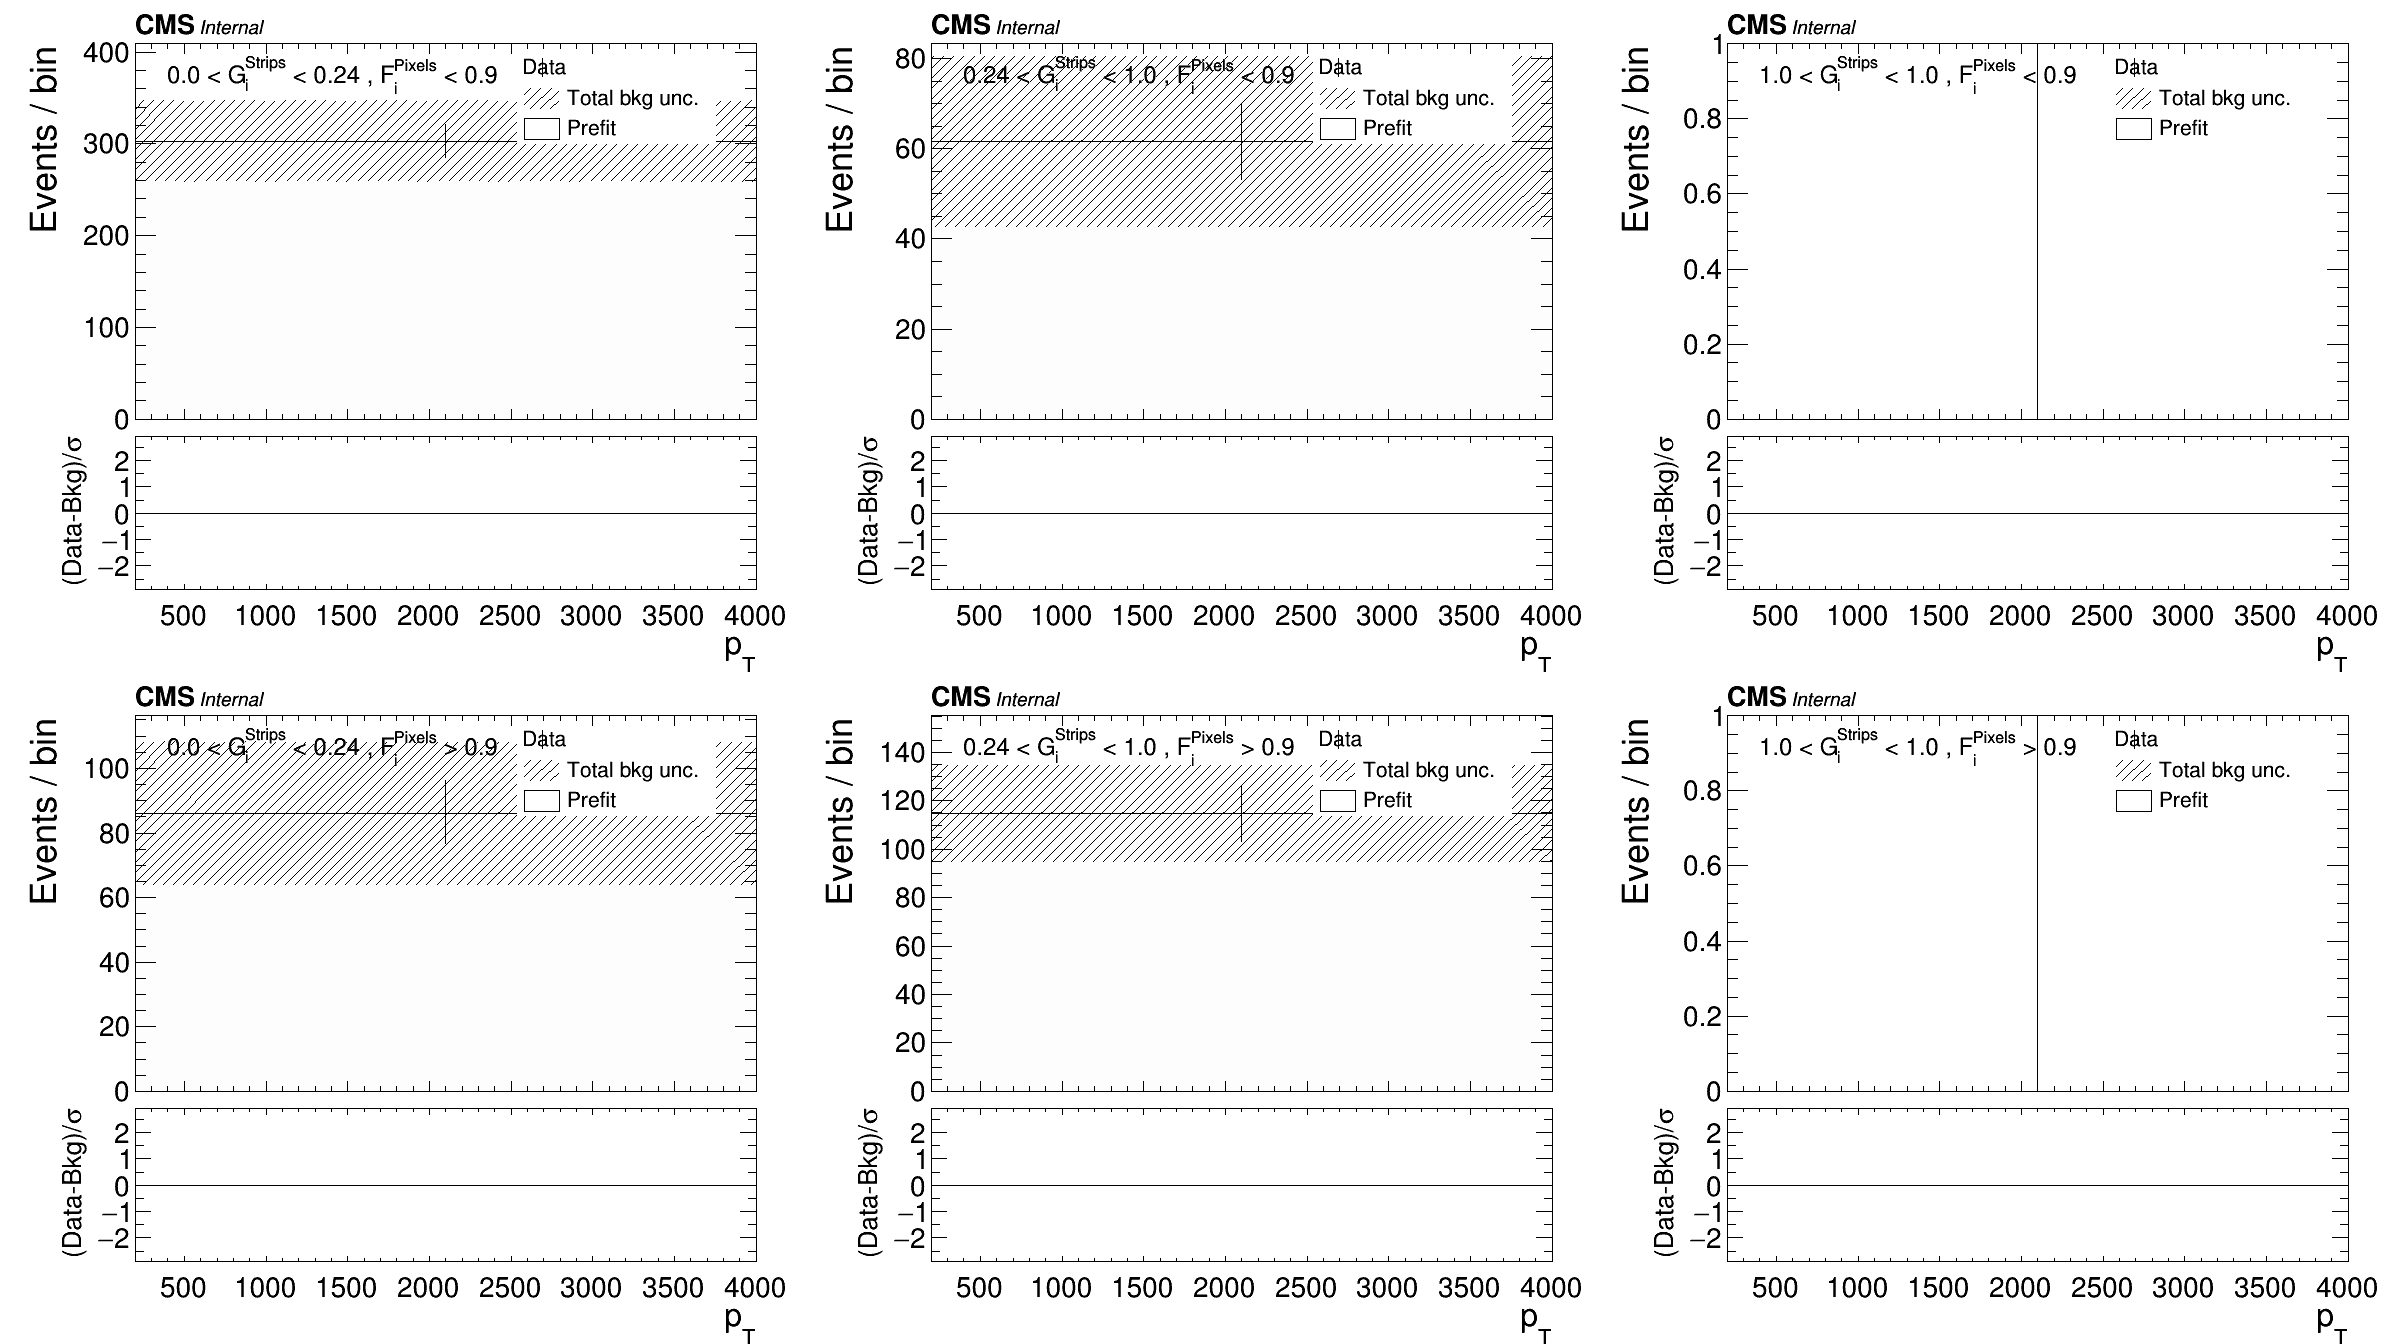 CMS Internal
Events / bin
400
300
200
100
0
0.0 < G_i^Strips < 0.24 , F_i^Pixels < 0.9
Data
Total bkg unc.
Prefit
(Data-Bkg)/σ
2
1
0
−1
−2
500 1000 1500 2000 2500 3000 3500 4000
p_T
CMS Internal
Events / bin
80
60
40
20
0
0.24 < G_i^Strips < 1.0 , F_i^Pixels < 0.9
Data
Total bkg unc.
Prefit
(Data-Bkg)/σ
2
1
0
−1
−2
500 1000 1500 2000 2500 3000 3500 4000
p_T
CMS Internal
Events / bin
1
0.8
0.6
0.4
0.2
0
1.0 < G_i^Strips < 1.0 , F_i^Pixels < 0.9
Data
Total bkg unc.
Prefit
(Data-Bkg)/σ
2
1
0
−1
−2
500 1000 1500 2000 2500 3000 3500 4000
p_T
CMS Internal
Events / bin
100
80
60
40
20
0
0.0 < G_i^Strips < 0.24 , F_i^Pixels > 0.9
Data
Total bkg unc.
Prefit
(Data-Bkg)/σ
2
1
0
−1
−2
500 1000 1500 2000 2500 3000 3500 4000
p_T
CMS Internal
Events / bin
140
120
100
80
60
40
20
0
0.24 < G_i^Strips < 1.0 , F_i^Pixels > 0.9
Data
Total bkg unc.
Prefit
(Data-Bkg)/σ
2
1
0
−1
−2
500 1000 1500 2000 2500 3000 3500 4000
p_T
CMS Internal
Events / bin
1
0.8
0.6
0.4
0.2
0
1.0 < G_i^Strips < 1.0 , F_i^Pixels > 0.9
Data
Total bkg unc.
Prefit
(Data-Bkg)/σ
2
1
0
−1
−2
500 1000 1500 2000 2500 3000 3500 4000
p_T